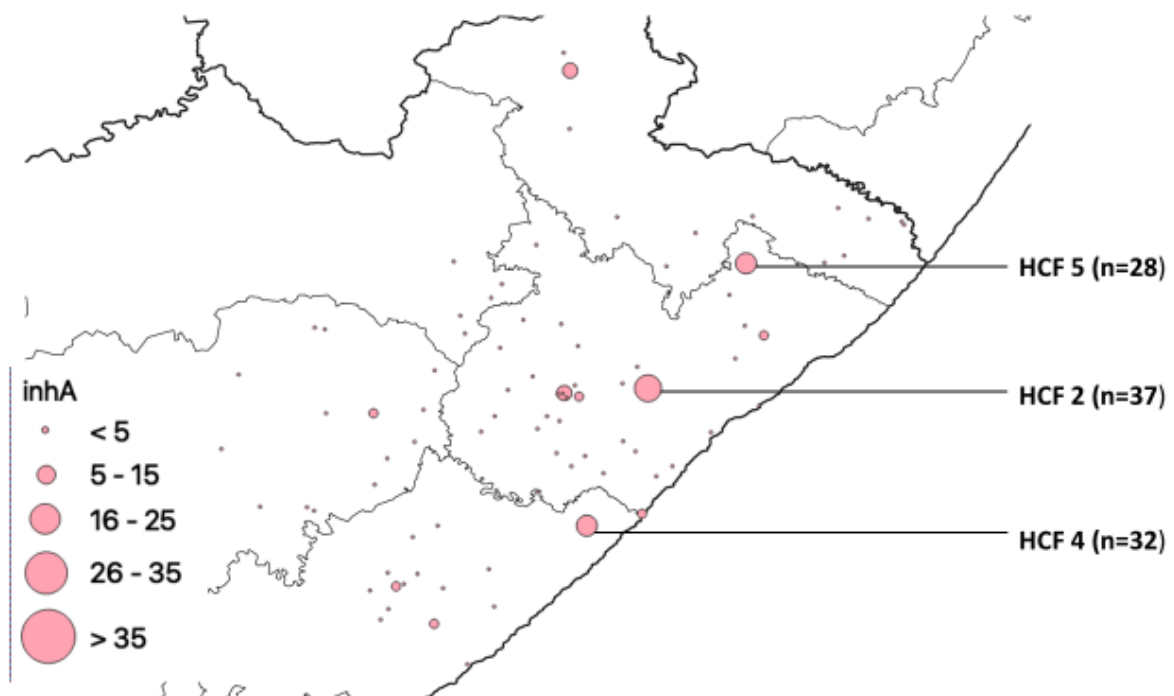 HCF 5 (n=28)
HCF 2 (n=37)
HCF 4 (n=32)
inhA
< 5
5 - 15
16 - 25
26 - 35
> 35